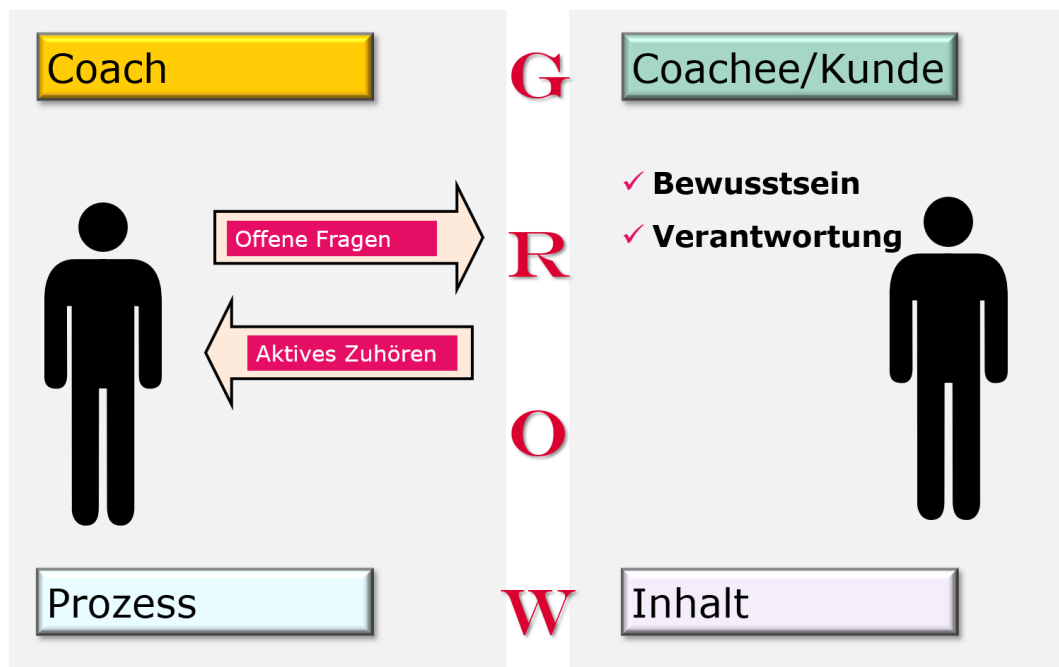 Coach
G
Coachee/Kunde
✓ Bewusstsein
Offene Fragen
R
✓ Verantwortung
Aktives Zuhören
O
Prozess
W
Inhalt